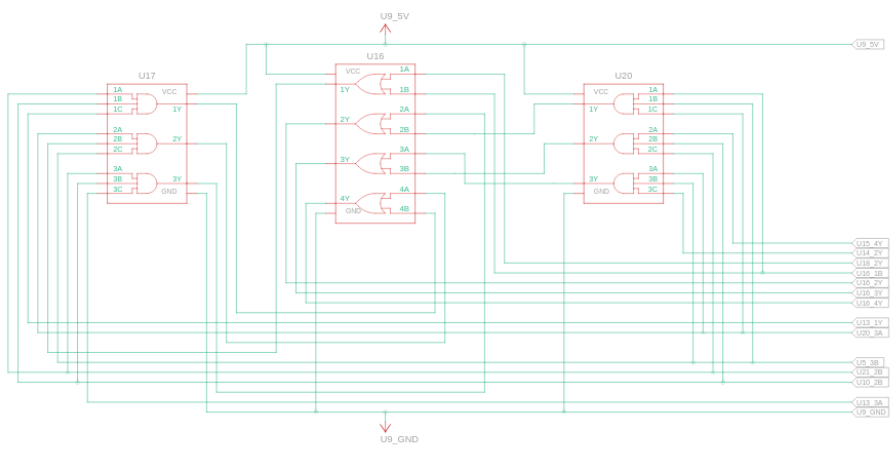 U9_5V
U9_5V
U17
U16
U20
VCC
1A
1B
1C
1Y
2A
2B
2C
2Y
3A
3B
3C
3Y
GND
VCC
1A
1Y
1B
2A
2Y
2B
3A
3Y
3B
4A
4Y
GND
4B
VCC
1A
1B
1C
1Y
2A
2B
2C
2Y
3A
3B
3C
3Y
GND
U15_4Y
U14_2Y
U18_2Y
U16_1B
U16_2Y
U16_3Y
U16_4Y
U13_1Y
U20_3A
U5_3B
U21_2B
U10_2B
U13_3A
U9_GND
U9_GND